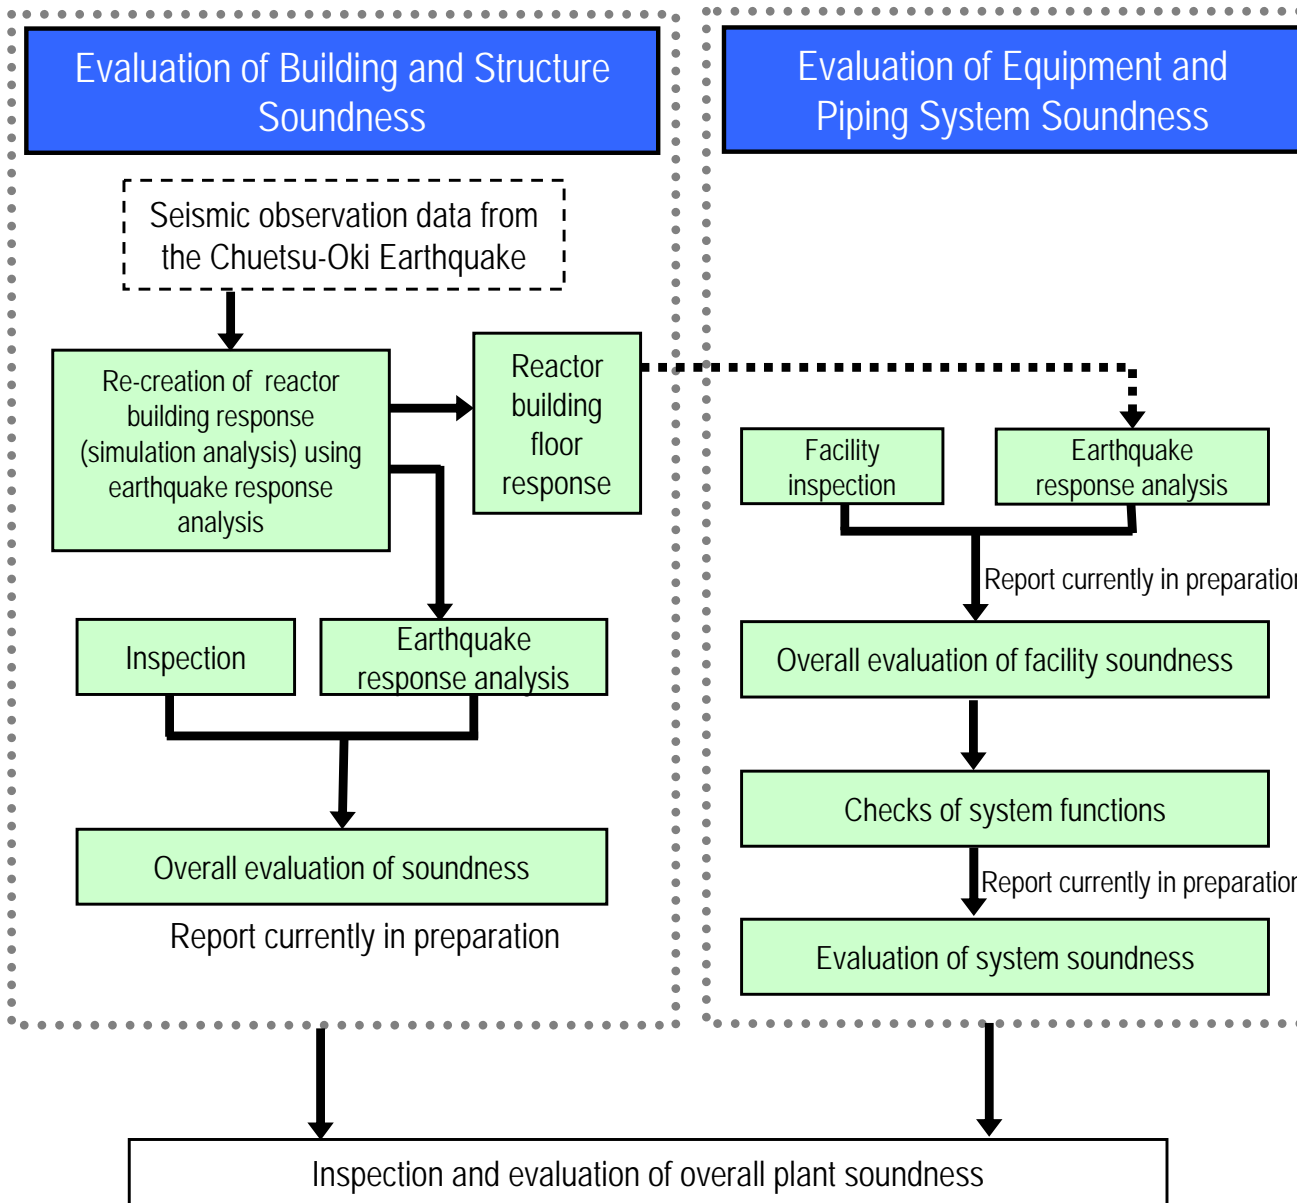 Evaluation of Building and Structure
Soundness
Seismic observation data from
the Chuetsu-Oki Earthquake
Re-creation of reactor
building response
(simulation analysis) using
earthquake response
analysis
Reactor
building
floor
response
Inspection
Earthquake
response analysis
Overall evaluation of soundness
Report currently in preparation
Evaluation of Equipment and
Piping System Soundness
Facility
inspection
Earthquake
response analysis
Report currently in preparation
Overall evaluation of facility soundness
Checks of system functions
Report currently in preparation
Evaluation of system soundness
Inspection and evaluation of overall plant soundness